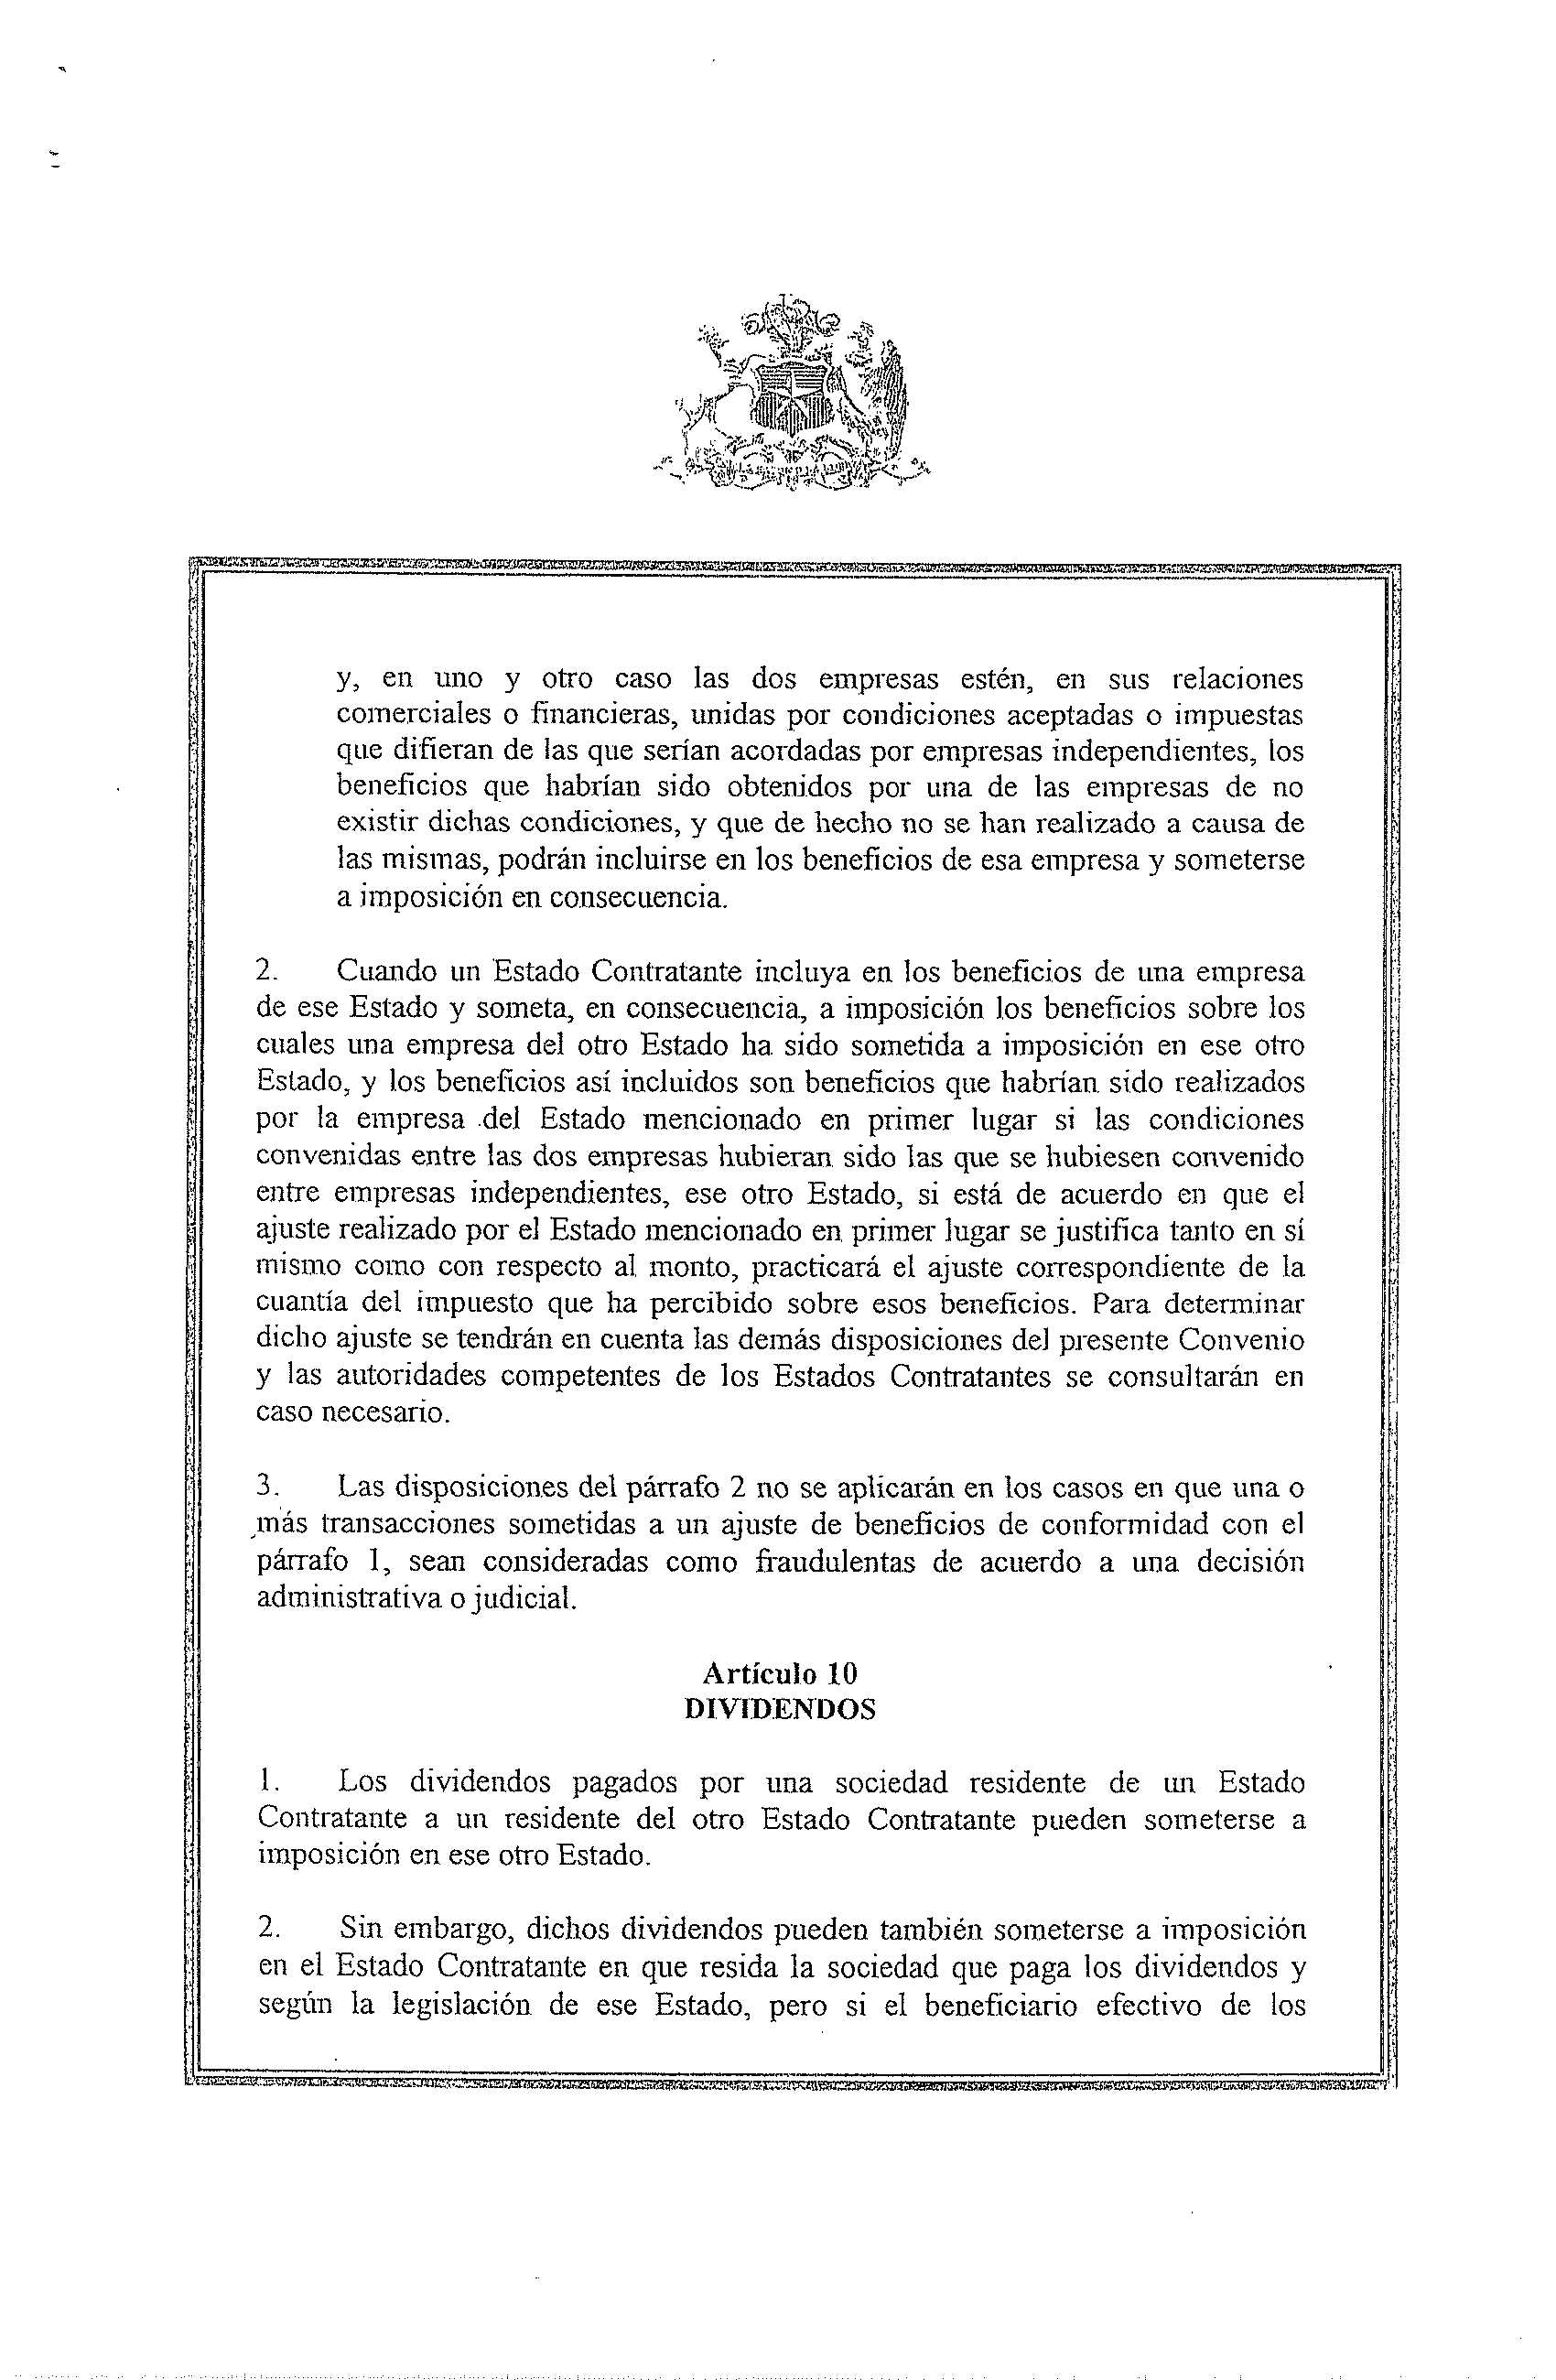 y, en uno y otro caso las dos empresas estén, en sus relaciones
comerciales o financieras, unidas por condiciones aceptadas o impuestas
que difieran de las que serían acordadas por empresas independientes, los
beneficios que habrían sido obtenidos por una de las empresas de no
existir dichas condiciones, y que de hecho no se han realizado a causa de
las mismas, podrán incluirse en los beneficios de esa empresa y someterse
a imposición en consecuencia.
2. Cuando un Estado Contratante incluya en los beneficios de una empresa
de ese Estado y someta, en consecuencia, a imposición los beneficios sobre los
cuales una empresa del otro Estado ha sido sometida a imposición en ese otro
Estado, y los beneficios así incluidos son beneficios que habrían sido realizados
por la empresa del Estado mencionado en primer lugar si las condiciones
convenidas entre las dos empresas hubieran sido las que se hubiesen convenido
entre empresas independientes, ese otro Estado, si está de acuerdo en que el
ajuste realizado por el Estado mencionado en primer lugar se justifica tanto en sí
mismo como con respecto al monto, practicará el ajuste correspondiente de la
cuantía del impuesto que ha percibido sobre esos beneficios. Para determinar
dicho ajuste se tendrán en cuenta las demás disposiciones del presente Convenio
y las autoridades competentes de los Estados Contratantes se consultarán en
caso necesario.
3. Las disposiciones del párrafo 2 no se aplicarán en los casos en que una o
más transacciones sometidas a un ajuste de beneficios de conformidad con el
párrafo 1, sean consideradas como fraudulentas de acuerdo a una decisión
administrativa o judicial.
Artículo 10
DIVIDENDOS
1. Los dividendos pagados por una sociedad residente de un Estado
Contratante a un residente del otro Estado Contratante pueden someterse a
imposición en ese otro Estado.
2. Sin embargo, dichos dividendos pueden también someterse a imposición
en el Estado Contratante en que resida la sociedad que paga los dividendos y
según la legislación de ese Estado, pero si el beneficiario efectivo de los